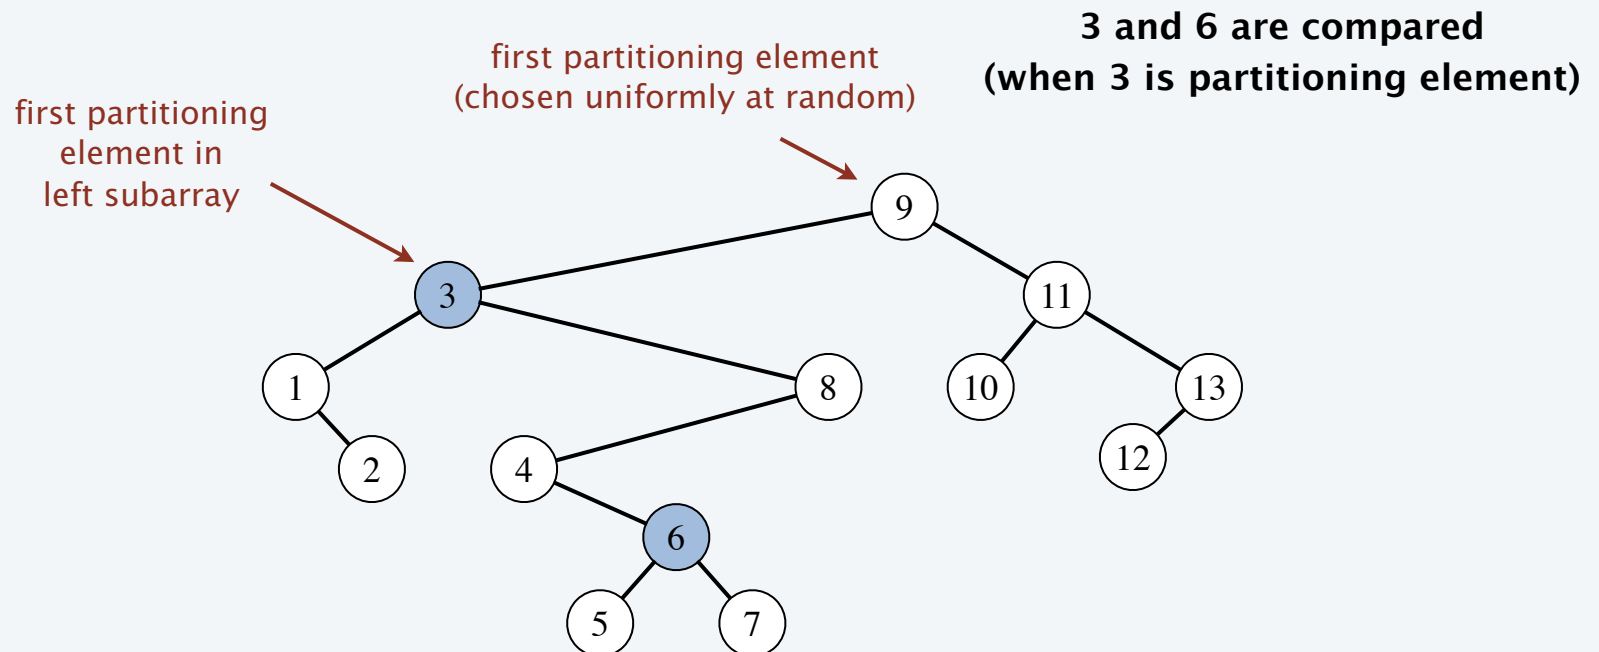 3 and 6 are compared
(when 3 is partitioning element)
first partitioning element
(chosen uniformly at random)
first partitioning
element in
left subarray
9
3
11
1
8
10
13
2
4
12
6
5
7